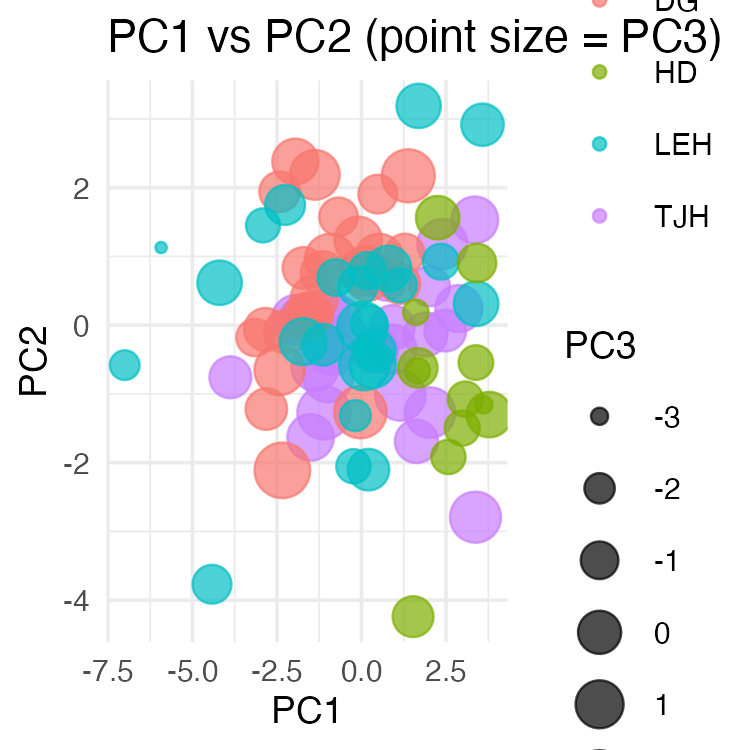 DG
PC1 vs PC2 (point size = PC3)
HD
LEH
TJH
2
0
-2
-4
PC2
-7.5 -5.0 -2.5 0.0 2.5
PC1
PC3
-3
-2
-1
0
1